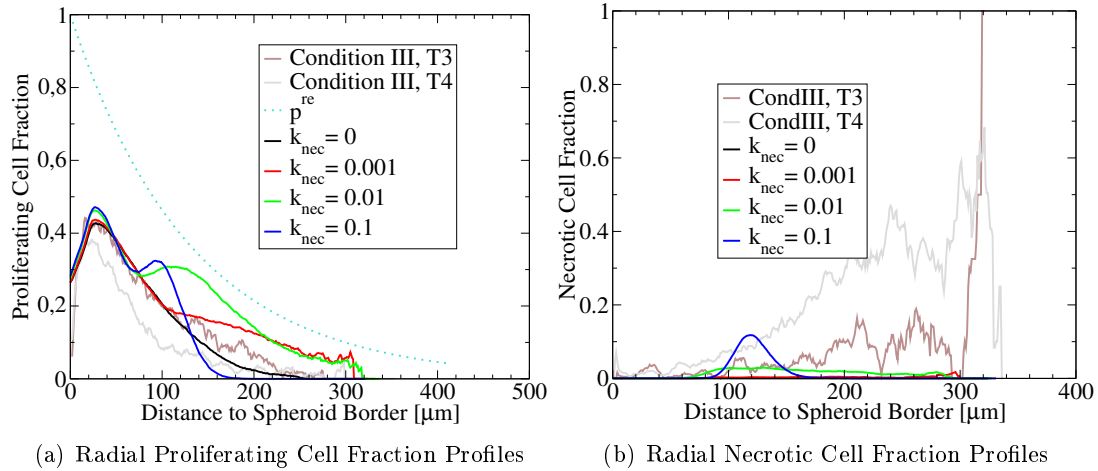 1
0.8
0.6
0.4
0.2
0
Proliferating Cell Fraction
Condition III, T3
Condition III, T4
p^re
k_nec = 0
k_nec = 0.001
k_nec = 0.01
k_nec = 0.1
0 100 200 300 400 500
Distance to Spheroid Border [μm]
(a) Radial Proliferating Cell Fraction Profiles
1
0.8
0.6
0.4
0.2
0
Necrotic Cell Fraction
CondIII, T3
CondIII, T4
k_nec = 0
k_nec = 0.001
k_nec = 0.01
k_nec = 0.1
0 100 200 300 400
Distance to Spheroid Border [μm]
(b) Radial Necrotic Cell Fraction Profiles